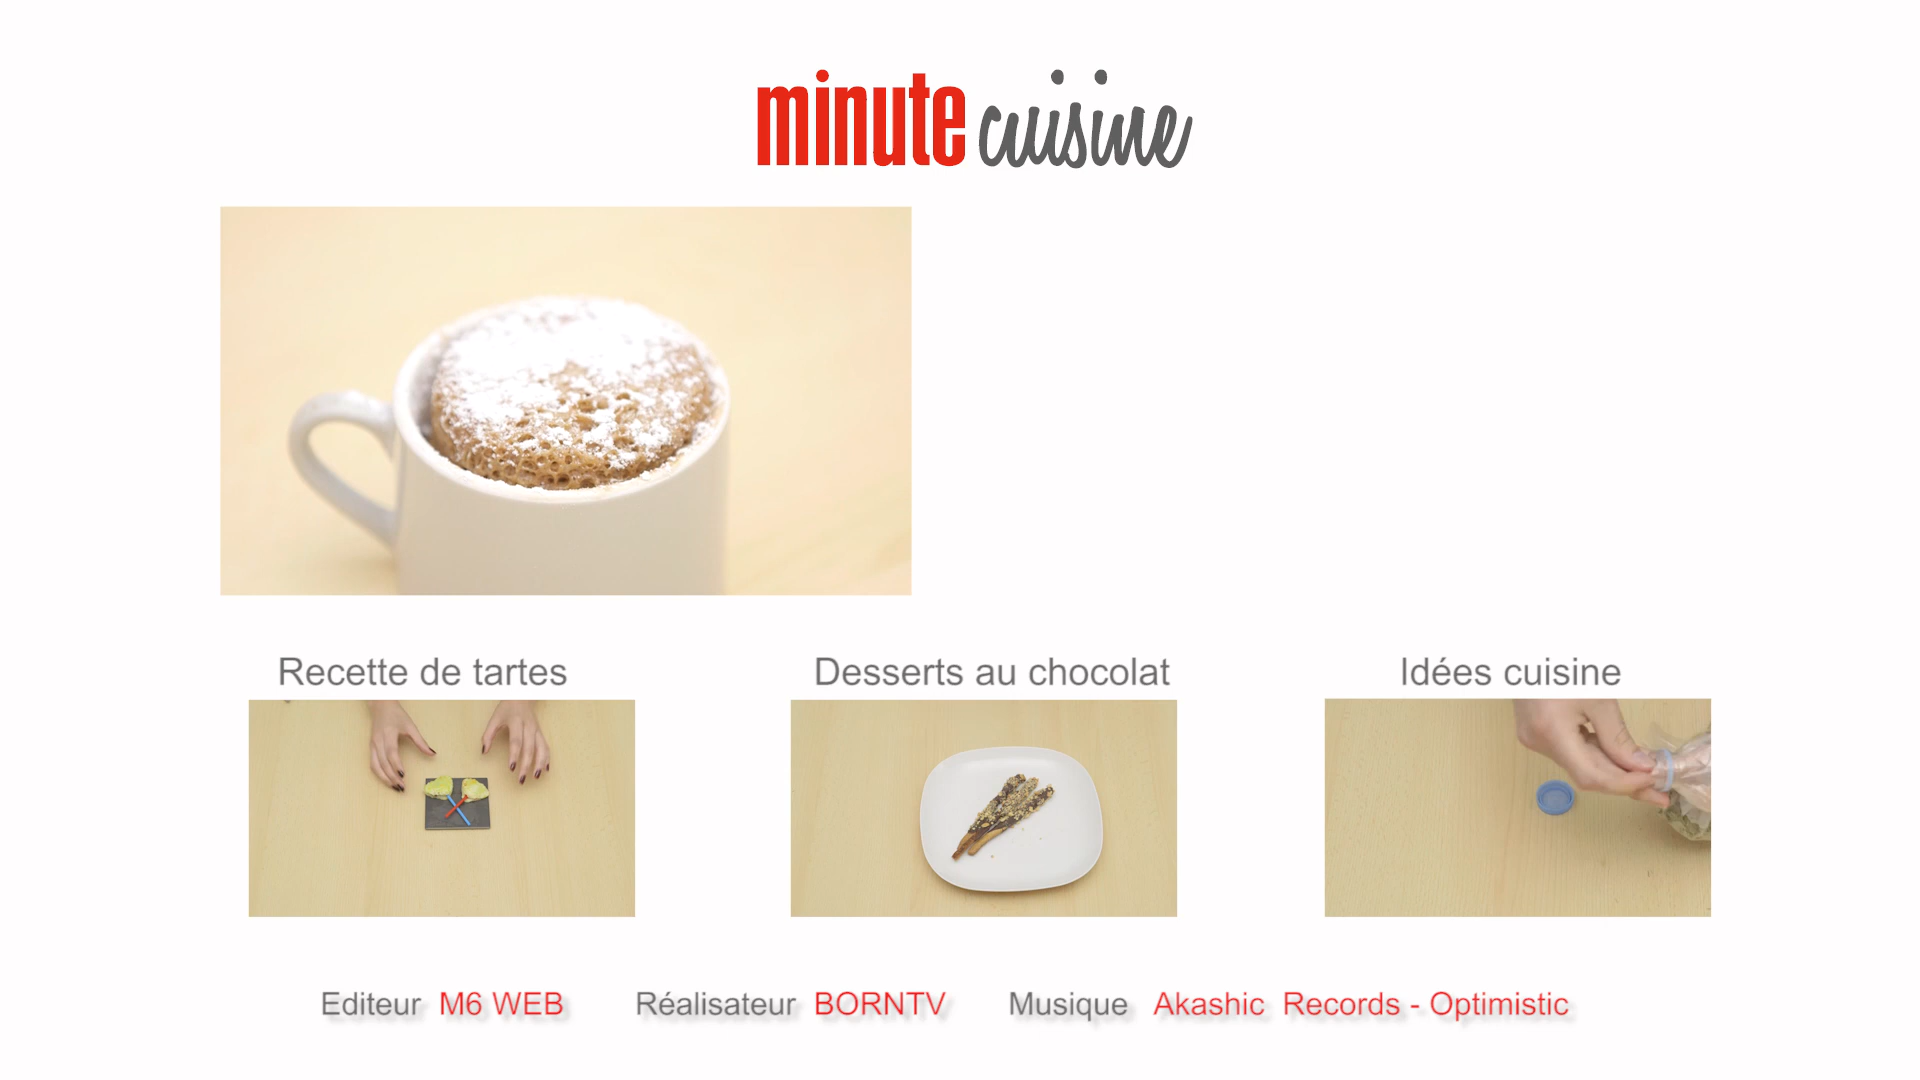 minute cuisine
Recette de tartes
Desserts au chocolat
Idées cuisine
Editeur M6 WEB Réalisateur BORNTV Musique Akashic Records - Optimistic